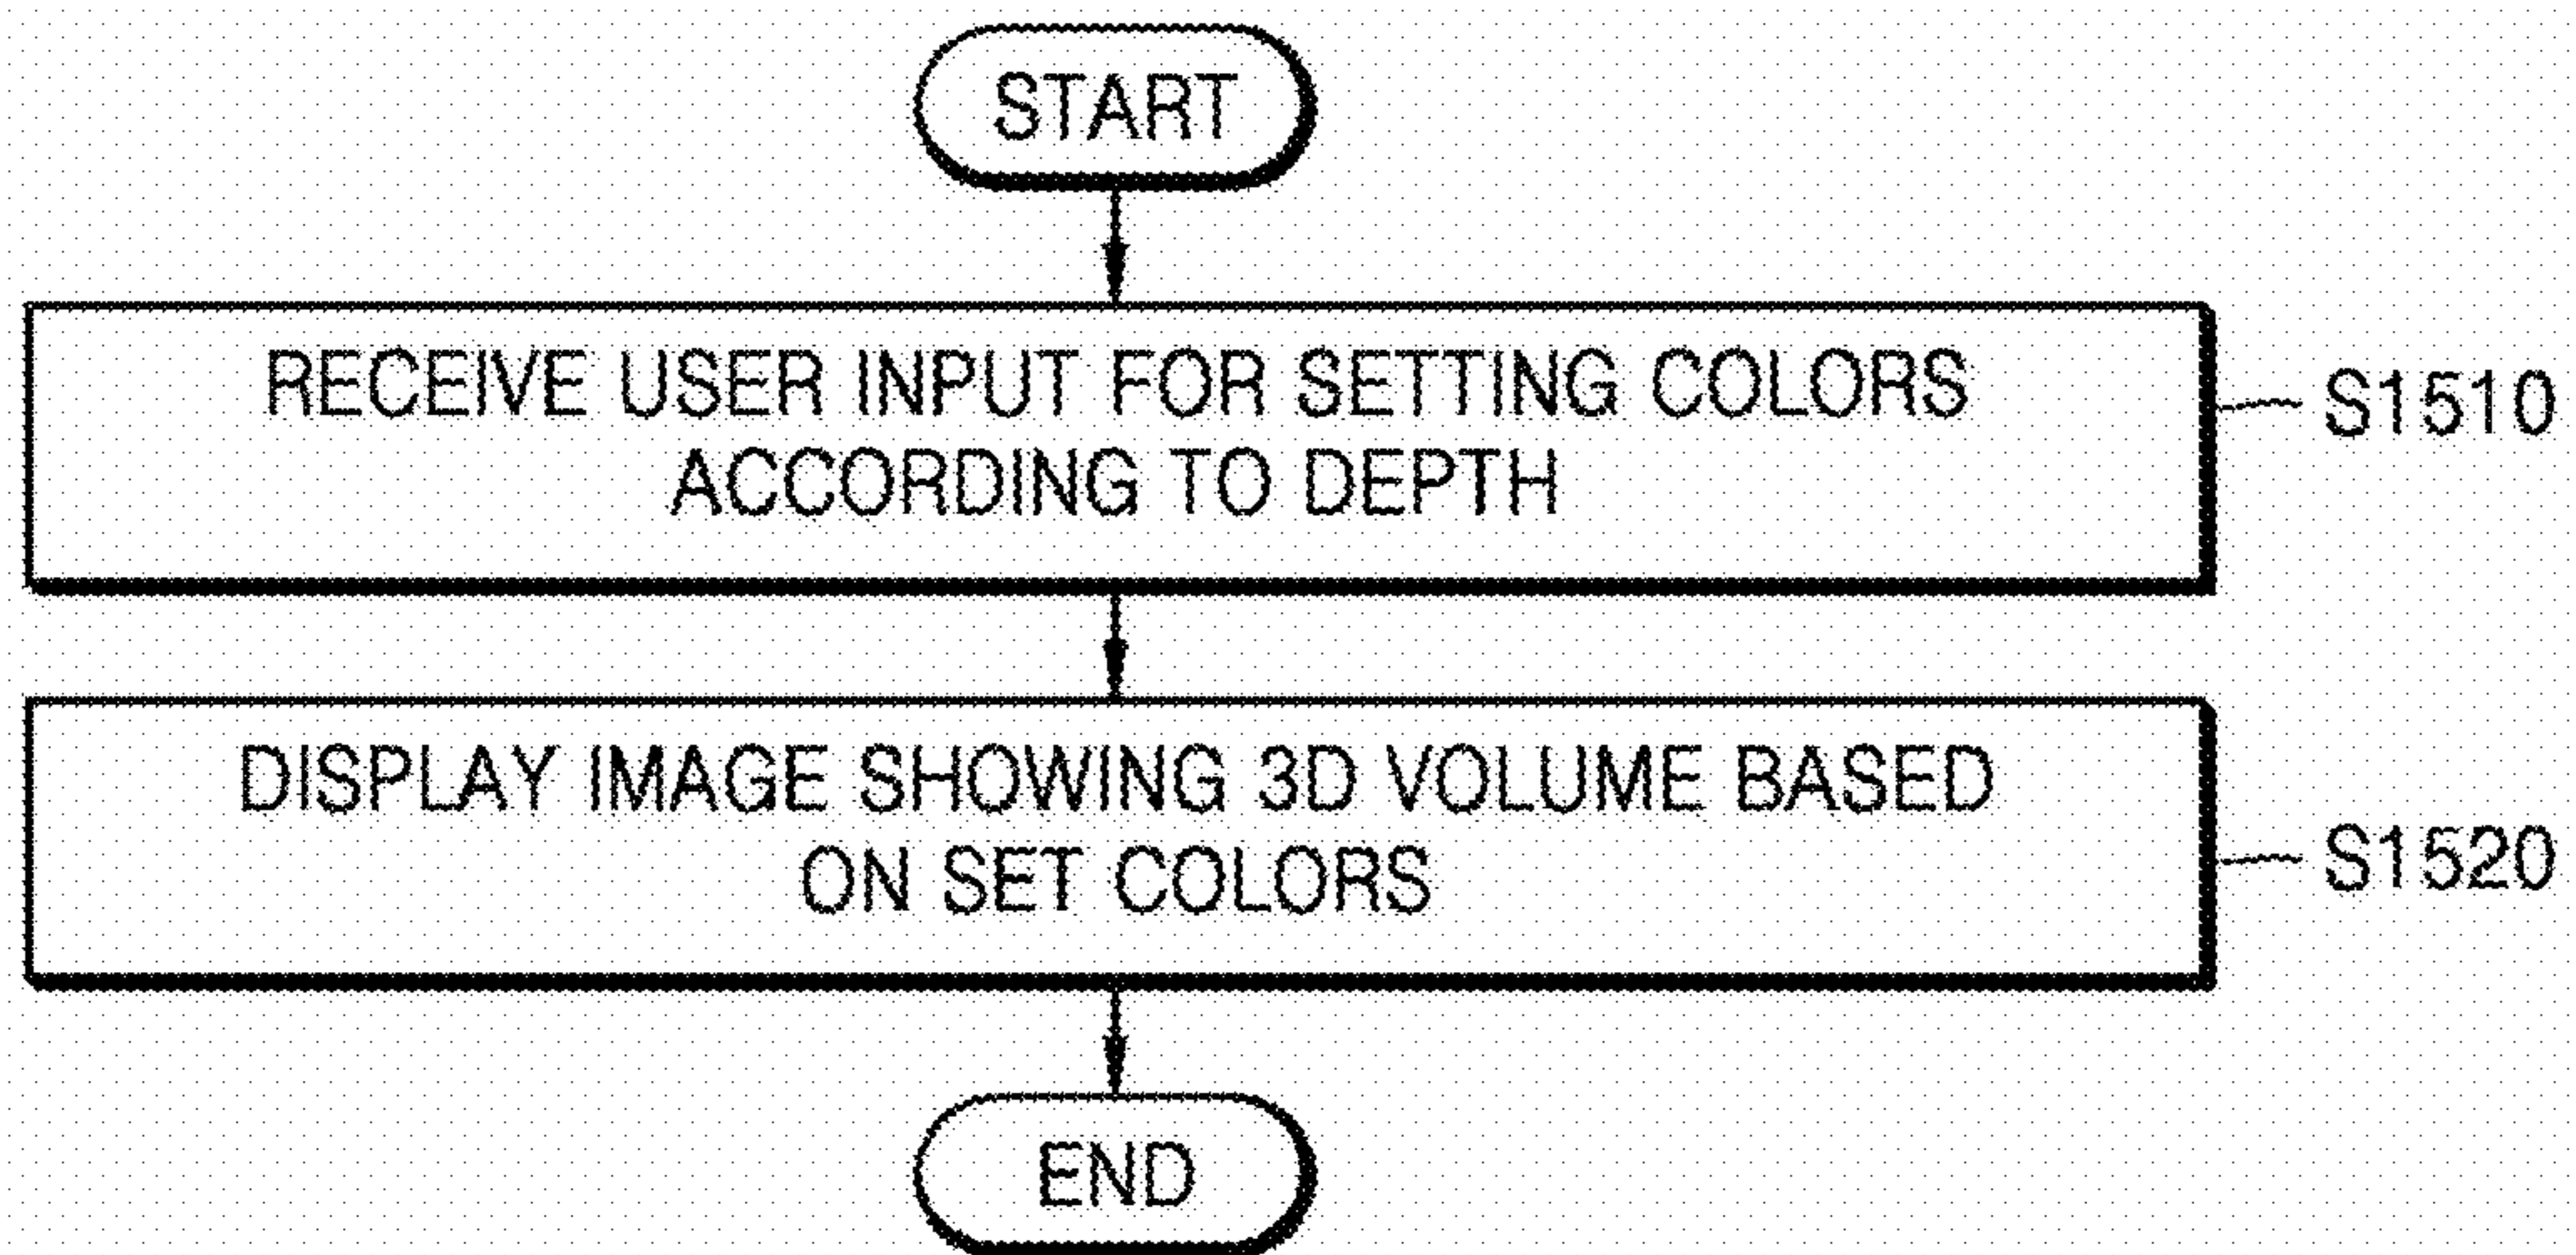 START
RECEIVE USER INPUT FOR SETTING COLORS
ACCORDING TO DEPTH
S1510
DISPLAY IMAGE SHOWING 3D VOLUME BASED
ON SET COLORS
S1520
END